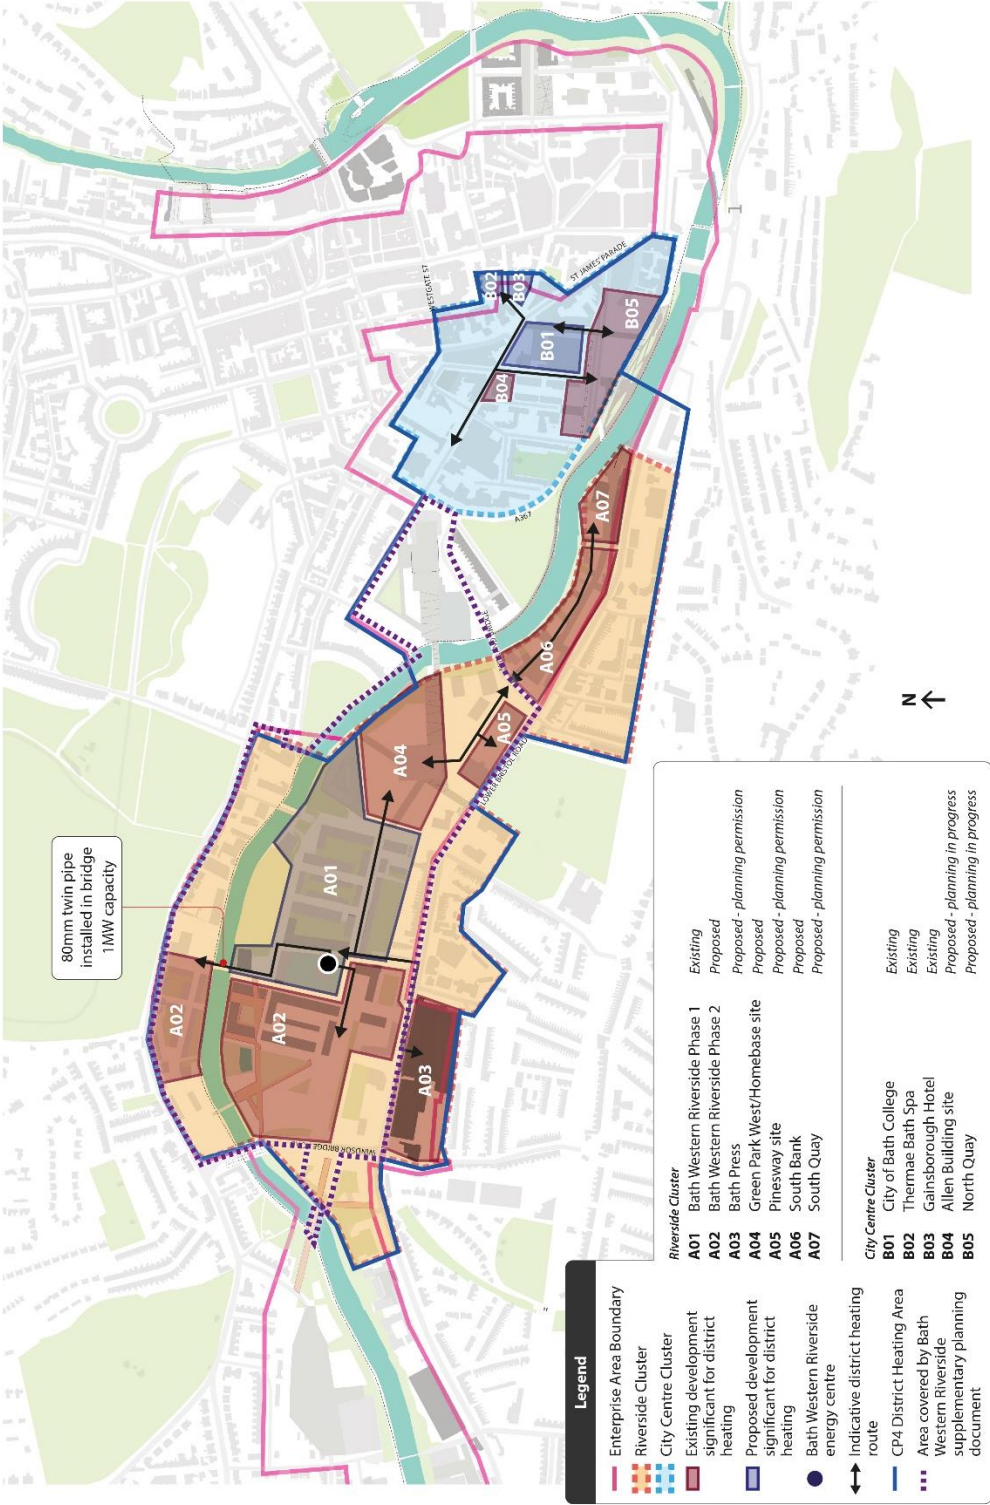 80mm twin pipe
installed in bridge
1MW capacity
A02
A02
A01
A03
A04
A05
A06
A07
WINDSOR BRIDGE
LOWER BRISTOL ROAD
BRIDGE
A367
WESTGATE ST
ST JAMES' PARADE
B02
B03
B01
B04
B05
1
N
Legend
Enterprise Area Boundary
Riverside Cluster
City Centre Cluster
Existing development
significant for district
heating
Proposed development
significant for district
heating
Bath Western Riverside
energy centre
Indicative district heating
route
CP4 District Heating Area
Area covered by Bath
Western Riverside
supplementary planning
document
Riverside Cluster
A01 Bath Western Riverside Phase 1 Existing
A02 Bath Western Riverside Phase 2 Proposed
A03 Bath Press Proposed - planning permission
A04 Green Park West/Homebase site Proposed
A05 Pinesway site Proposed - planning permission
A06 South Bank Proposed
A07 South Quay Proposed - planning permission
City Centre Cluster
B01 City of Bath College Existing
B02 Thermae Bath Spa Existing
B03 Gainsborough Hotel Existing
B04 Allen Building site Proposed - planning in progress
B05 North Quay Proposed - planning in progress